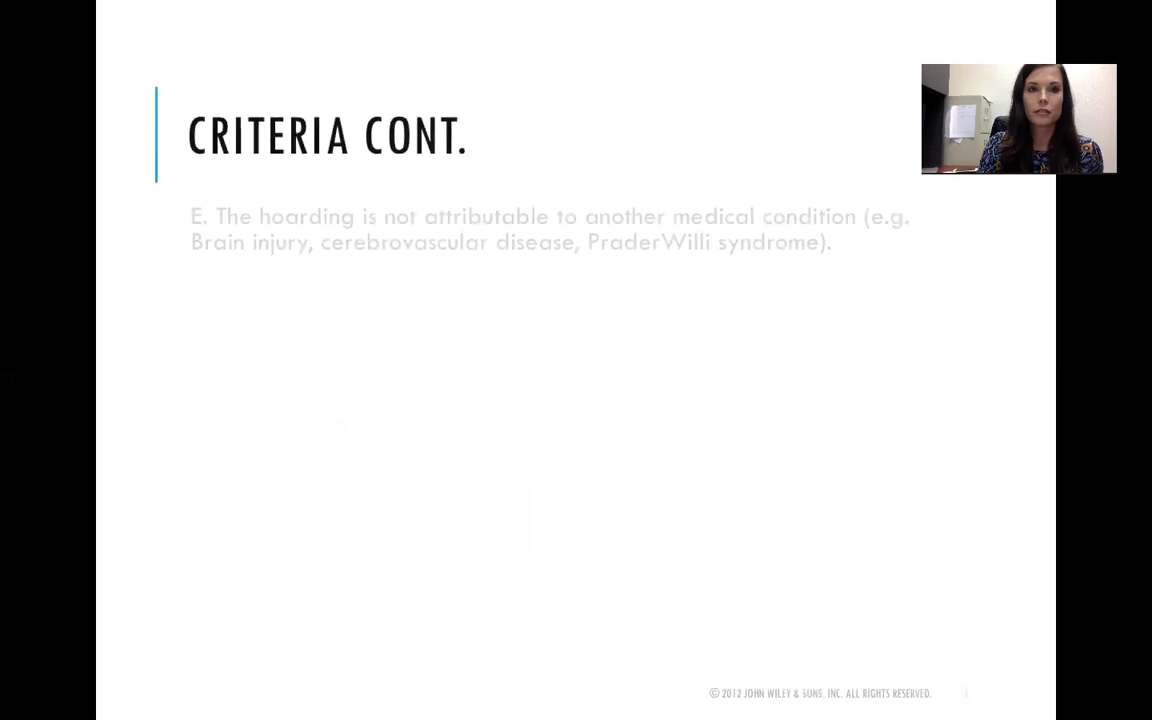 CRITERIA CONT.
E. The hoarding is not attributable to another medical condition (e.g.
Brain injury, cerebrovascular disease, PraderWilli syndrome).
© 2012 JOHN WILEY & SONS, INC. ALL RIGHTS RESERVED.